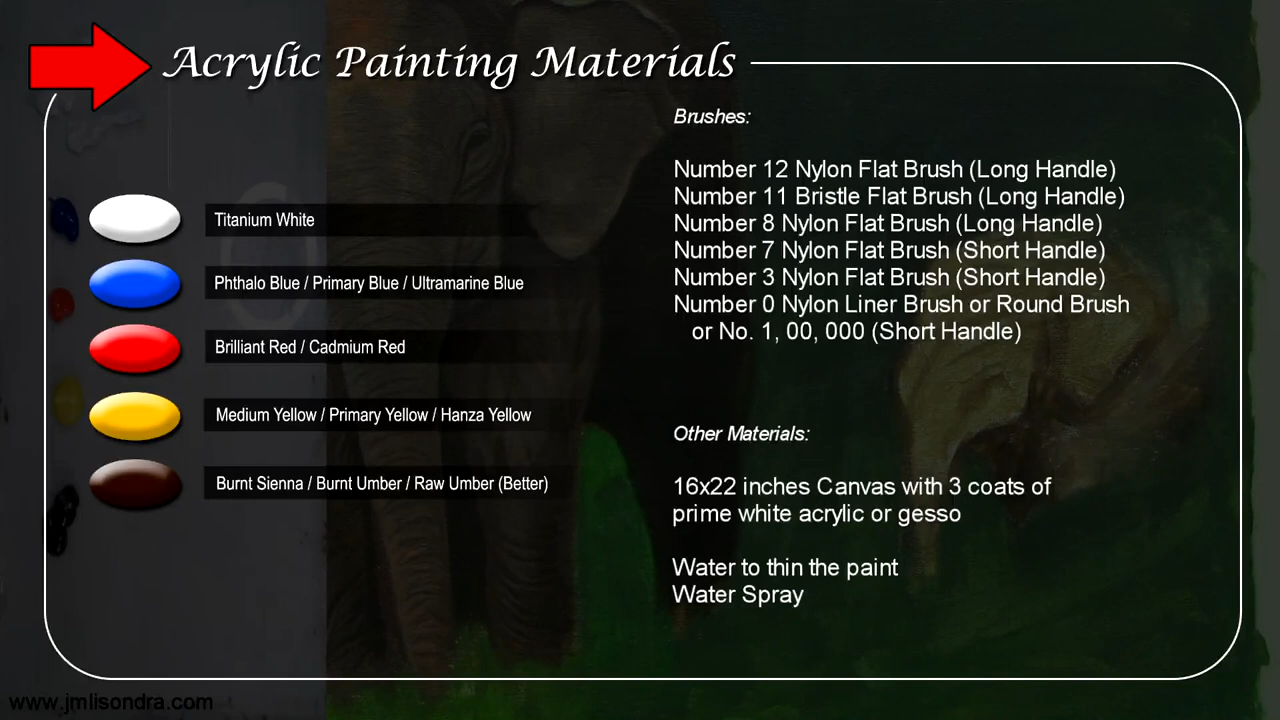 Acrylic Painting Materials
Titanium White
Phthalo Blue / Primary Blue / Ultramarine Blue
Brilliant Red / Cadmium Red
Medium Yellow / Primary Yellow / Hanza Yellow
Burnt Sienna / Burnt Umber / Raw Umber (Better)
Brushes:
Number 12 Nylon Flat Brush (Long Handle)
Number 11 Bristle Flat Brush (Long Handle)
Number 8 Nylon Flat Brush (Long Handle)
Number 7 Nylon Flat Brush (Short Handle)
Number 3 Nylon Flat Brush (Short Handle)
Number 0 Nylon Liner Brush or Round Brush
or No. 1, 00, 000 (Short Handle)
Other Materials:
16x22 inches Canvas with 3 coats of
prime white acrylic or gesso
Water to thin the paint
Water Spray
www.jmlisondra.com